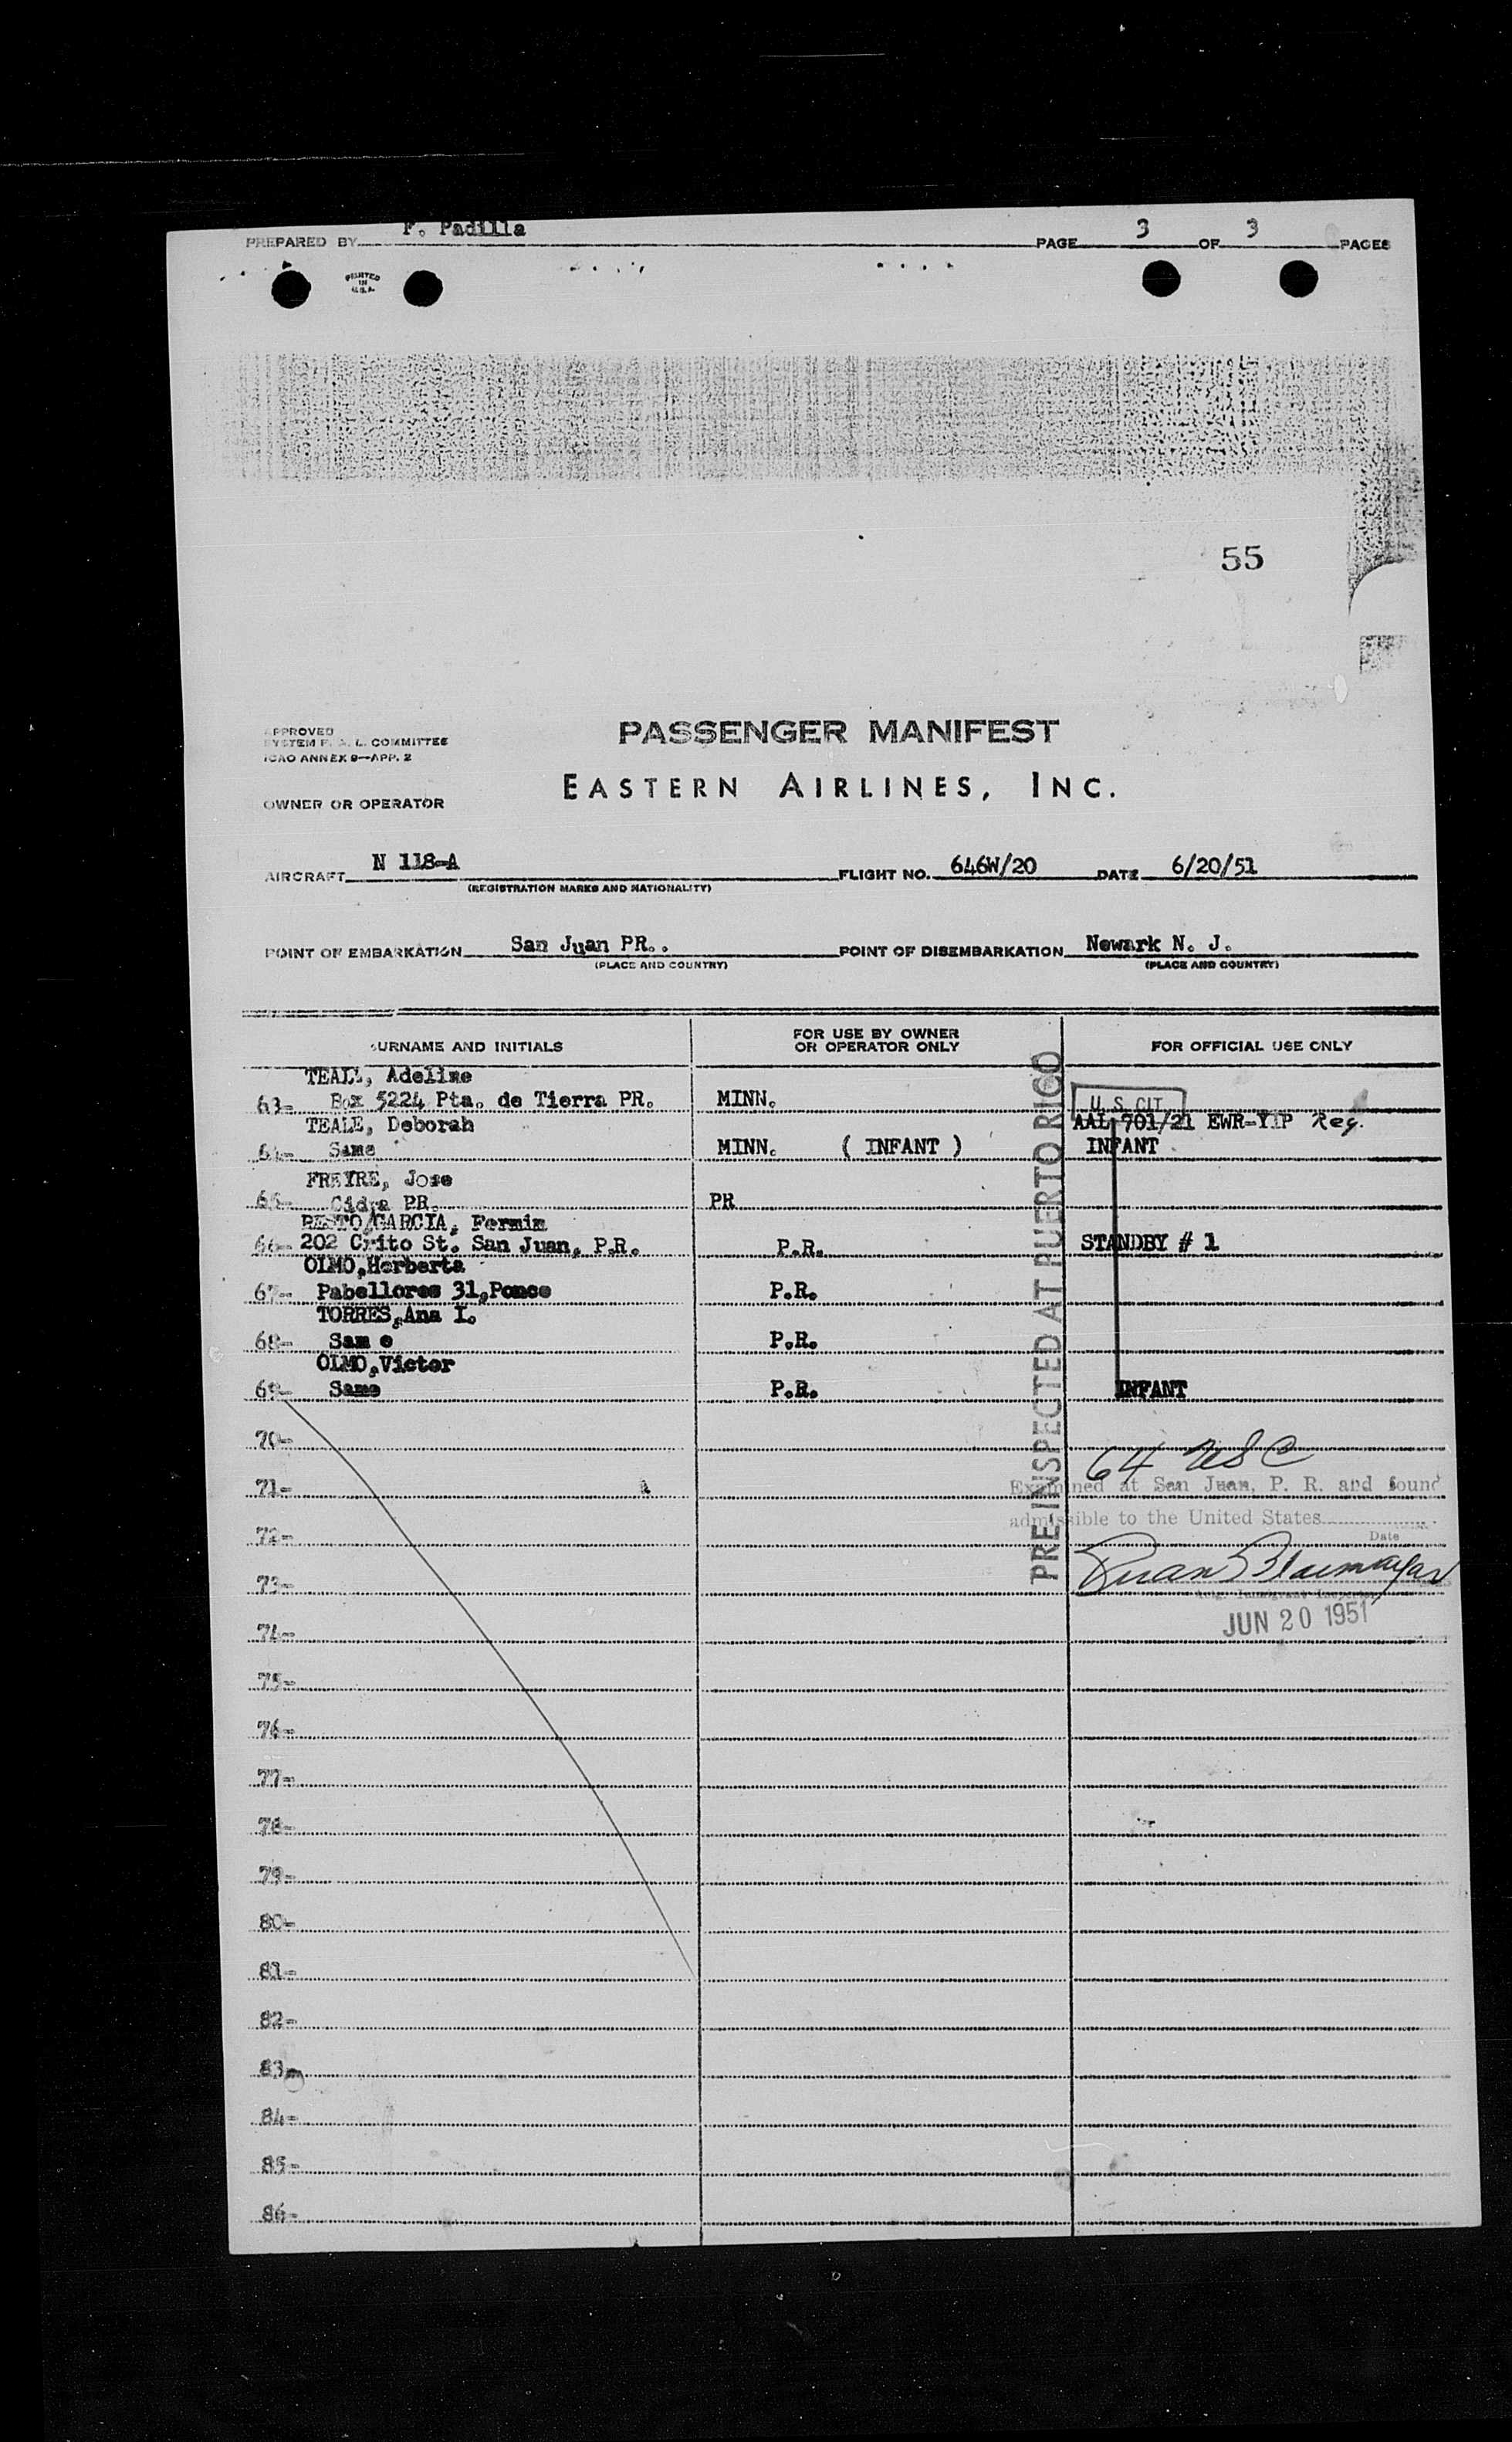 PREPARED BY F. Padilla PAGE 3 OF 3 PAGES
PRINTED
IN
U.S.A.
55
APPROVED
SYSTEM F. A. L. COMMITTEE
ICAO ANNEX 9—APP. 2
PASSENGER MANIFEST
OWNER OR OPERATOR
EASTERN AIRLINES, INC.
AIRCRAFT N 118-A FLIGHT NO. 646W/20 DATE 6/20/51
(REGISTRATION MARKS AND NATIONALITY)
POINT OF EMBARKATION San Juan PR.. POINT OF DISEMBARKATION Newark N. J.
(PLACE AND COUNTRY) (PLACE AND COUNTRY)
SURNAME AND INITIALS FOR USE BY OWNER OR OPERATOR ONLY FOR OFFICIAL USE ONLY
TEALE, Adeline
63- Box 5224 Pta. de Tierra PR. MINN. U.S. CIT
TEALE, Deborah AAL 701/21 EWR-YIP Reg.
64- Same MINN. ( INFANT ) INFANT
FREYRE, Jose
65- Cidra PR. PR
RESTO/GARCIA, Fermin
66- 202 Crito St. San Juan, P.R. P.R. STANDBY # 1
OLMO, Herberta
67- Pabellores 31, Ponce P.R.
TORRES, Ana I.
68- Sam e P.R.
OLMO, Victor
69- Same P.R. INFANT
PRE INSPECTED AT PUERTO RICO
70-
64 USC
71- Examined at San Juan, P. R. and found
admissible to the United States
72- Date
73-
Actg. Immigrant Inspector
JUN 20 1951
74-
75-
76-
77-
78-
79-
80-
81-
82-
83-
84-
85-
86-